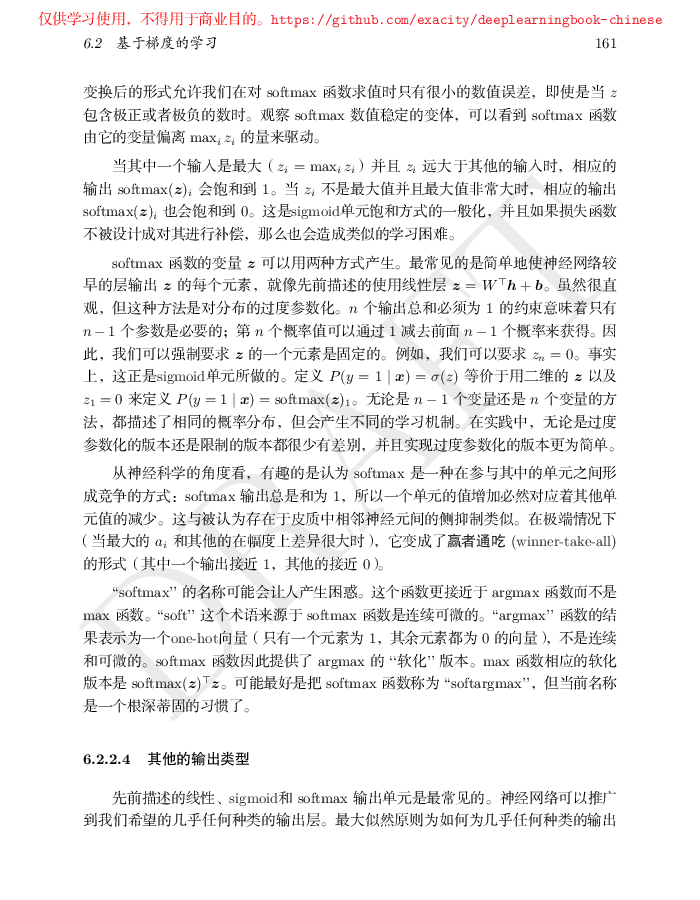 仅供学习使用，不得用于商业目的。https://github.com/exacity/deeplearningbook-chinese
6.2 基于梯度的学习 161
变换后的形式允许我们在对 softmax 函数求值时只有很小的数值误差，即使是当 z
包含极正或者极负的数时。观察 softmax 数值稳定的变体，可以看到 softmax 函数
由它的变量偏离 maxᵢ zᵢ 的量来驱动。
当其中一个输入是最大（zᵢ = maxᵢ zᵢ）并且 zᵢ 远大于其他的输入时，相应的
输出 softmax(z)ᵢ 会饱和到 1。当 zᵢ 不是最大值并且最大值非常大时，相应的输出
softmax(z)ᵢ 也会饱和到 0。这是sigmoid单元饱和方式的一般化，并且如果损失函数
不被设计成对其进行补偿，那么也会造成类似的学习困难。
softmax 函数的变量 z 可以用两种方式产生。最常见的是简单地使神经网络较
早的层输出 z 的每个元素，就像先前描述的使用线性层 z = W⊤h + b。虽然很直
观，但这种方法是对分布的过度参数化。n 个输出总和必须为 1 的约束意味着只有
n − 1 个参数是必要的；第 n 个概率值可以通过 1 减去前面 n − 1 个概率来获得。因
此，我们可以强制要求 z 的一个元素是固定的。例如，我们可以要求 zₙ = 0。事实
上，这正是sigmoid单元所做的。定义 P(y = 1 | x) = σ(z) 等价于用二维的 z 以及
z₁ = 0 来定义 P(y = 1 | x) = softmax(z)₁。无论是 n − 1 个变量还是 n 个变量的方
法，都描述了相同的概率分布，但会产生不同的学习机制。在实践中，无论是过度
参数化的版本还是限制的版本都很少有差别，并且实现过度参数化的版本更为简单。
从神经科学的角度看，有趣的是认为 softmax 是一种在参与其中的单元之间形
成竞争的方式：softmax 输出总是和为 1，所以一个单元的值增加必然对应着其他单
元值的减少。这与被认为存在于皮质中相邻神经元间的侧抑制类似。在极端情况下
（当最大的 aᵢ 和其他的在幅度上差异很大时），它变成了赢者通吃 (winner-take-all)
的形式（其中一个输出接近 1，其他的接近 0）。
“softmax” 的名称可能会让人产生困惑。这个函数更接近于 argmax 函数而不是
max 函数。“soft” 这个术语来源于 softmax 函数是连续可微的。“argmax” 函数的结
果表示为一个one-hot向量（只有一个元素为 1，其余元素都为 0 的向量），不是连续
和可微的。softmax 函数因此提供了 argmax 的 “软化” 版本。max 函数相应的软化
版本是 softmax(z)⊤z。可能最好是把 softmax 函数称为 “softargmax”，但当前名称
是一个根深蒂固的习惯了。
6.2.2.4 其他的输出类型
先前描述的线性、sigmoid和 softmax 输出单元是最常见的。神经网络可以推广
到我们希望的几乎任何种类的输出层。最大似然原则为如何为几乎任何种类的输出
DRAFT